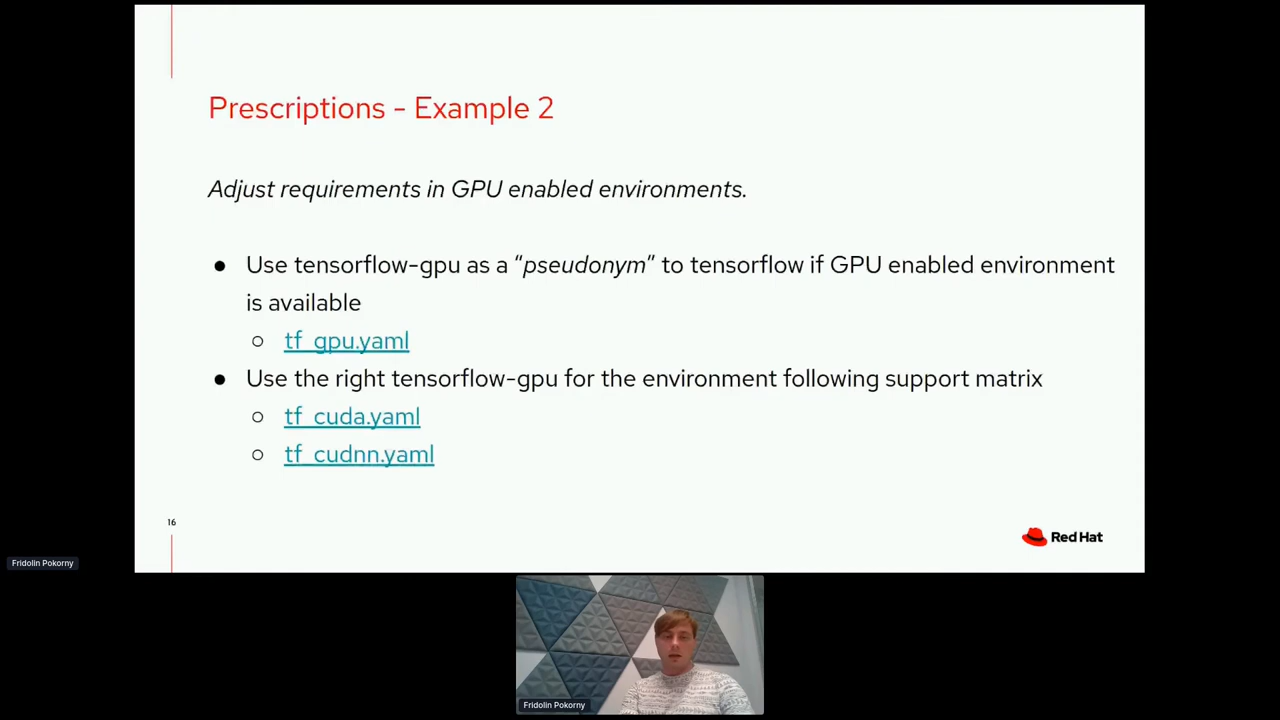 Prescriptions - Example 2
Adjust requirements in GPU enabled environments.
● Use tensorflow-gpu as a “pseudonym” to tensorflow if GPU enabled environment
is available
○ tf_gpu.yaml
● Use the right tensorflow-gpu for the environment following support matrix
○ tf_cuda.yaml
○ tf_cudnn.yaml
16
Red Hat
Fridolin Pokorny
Fridolin Pokorny